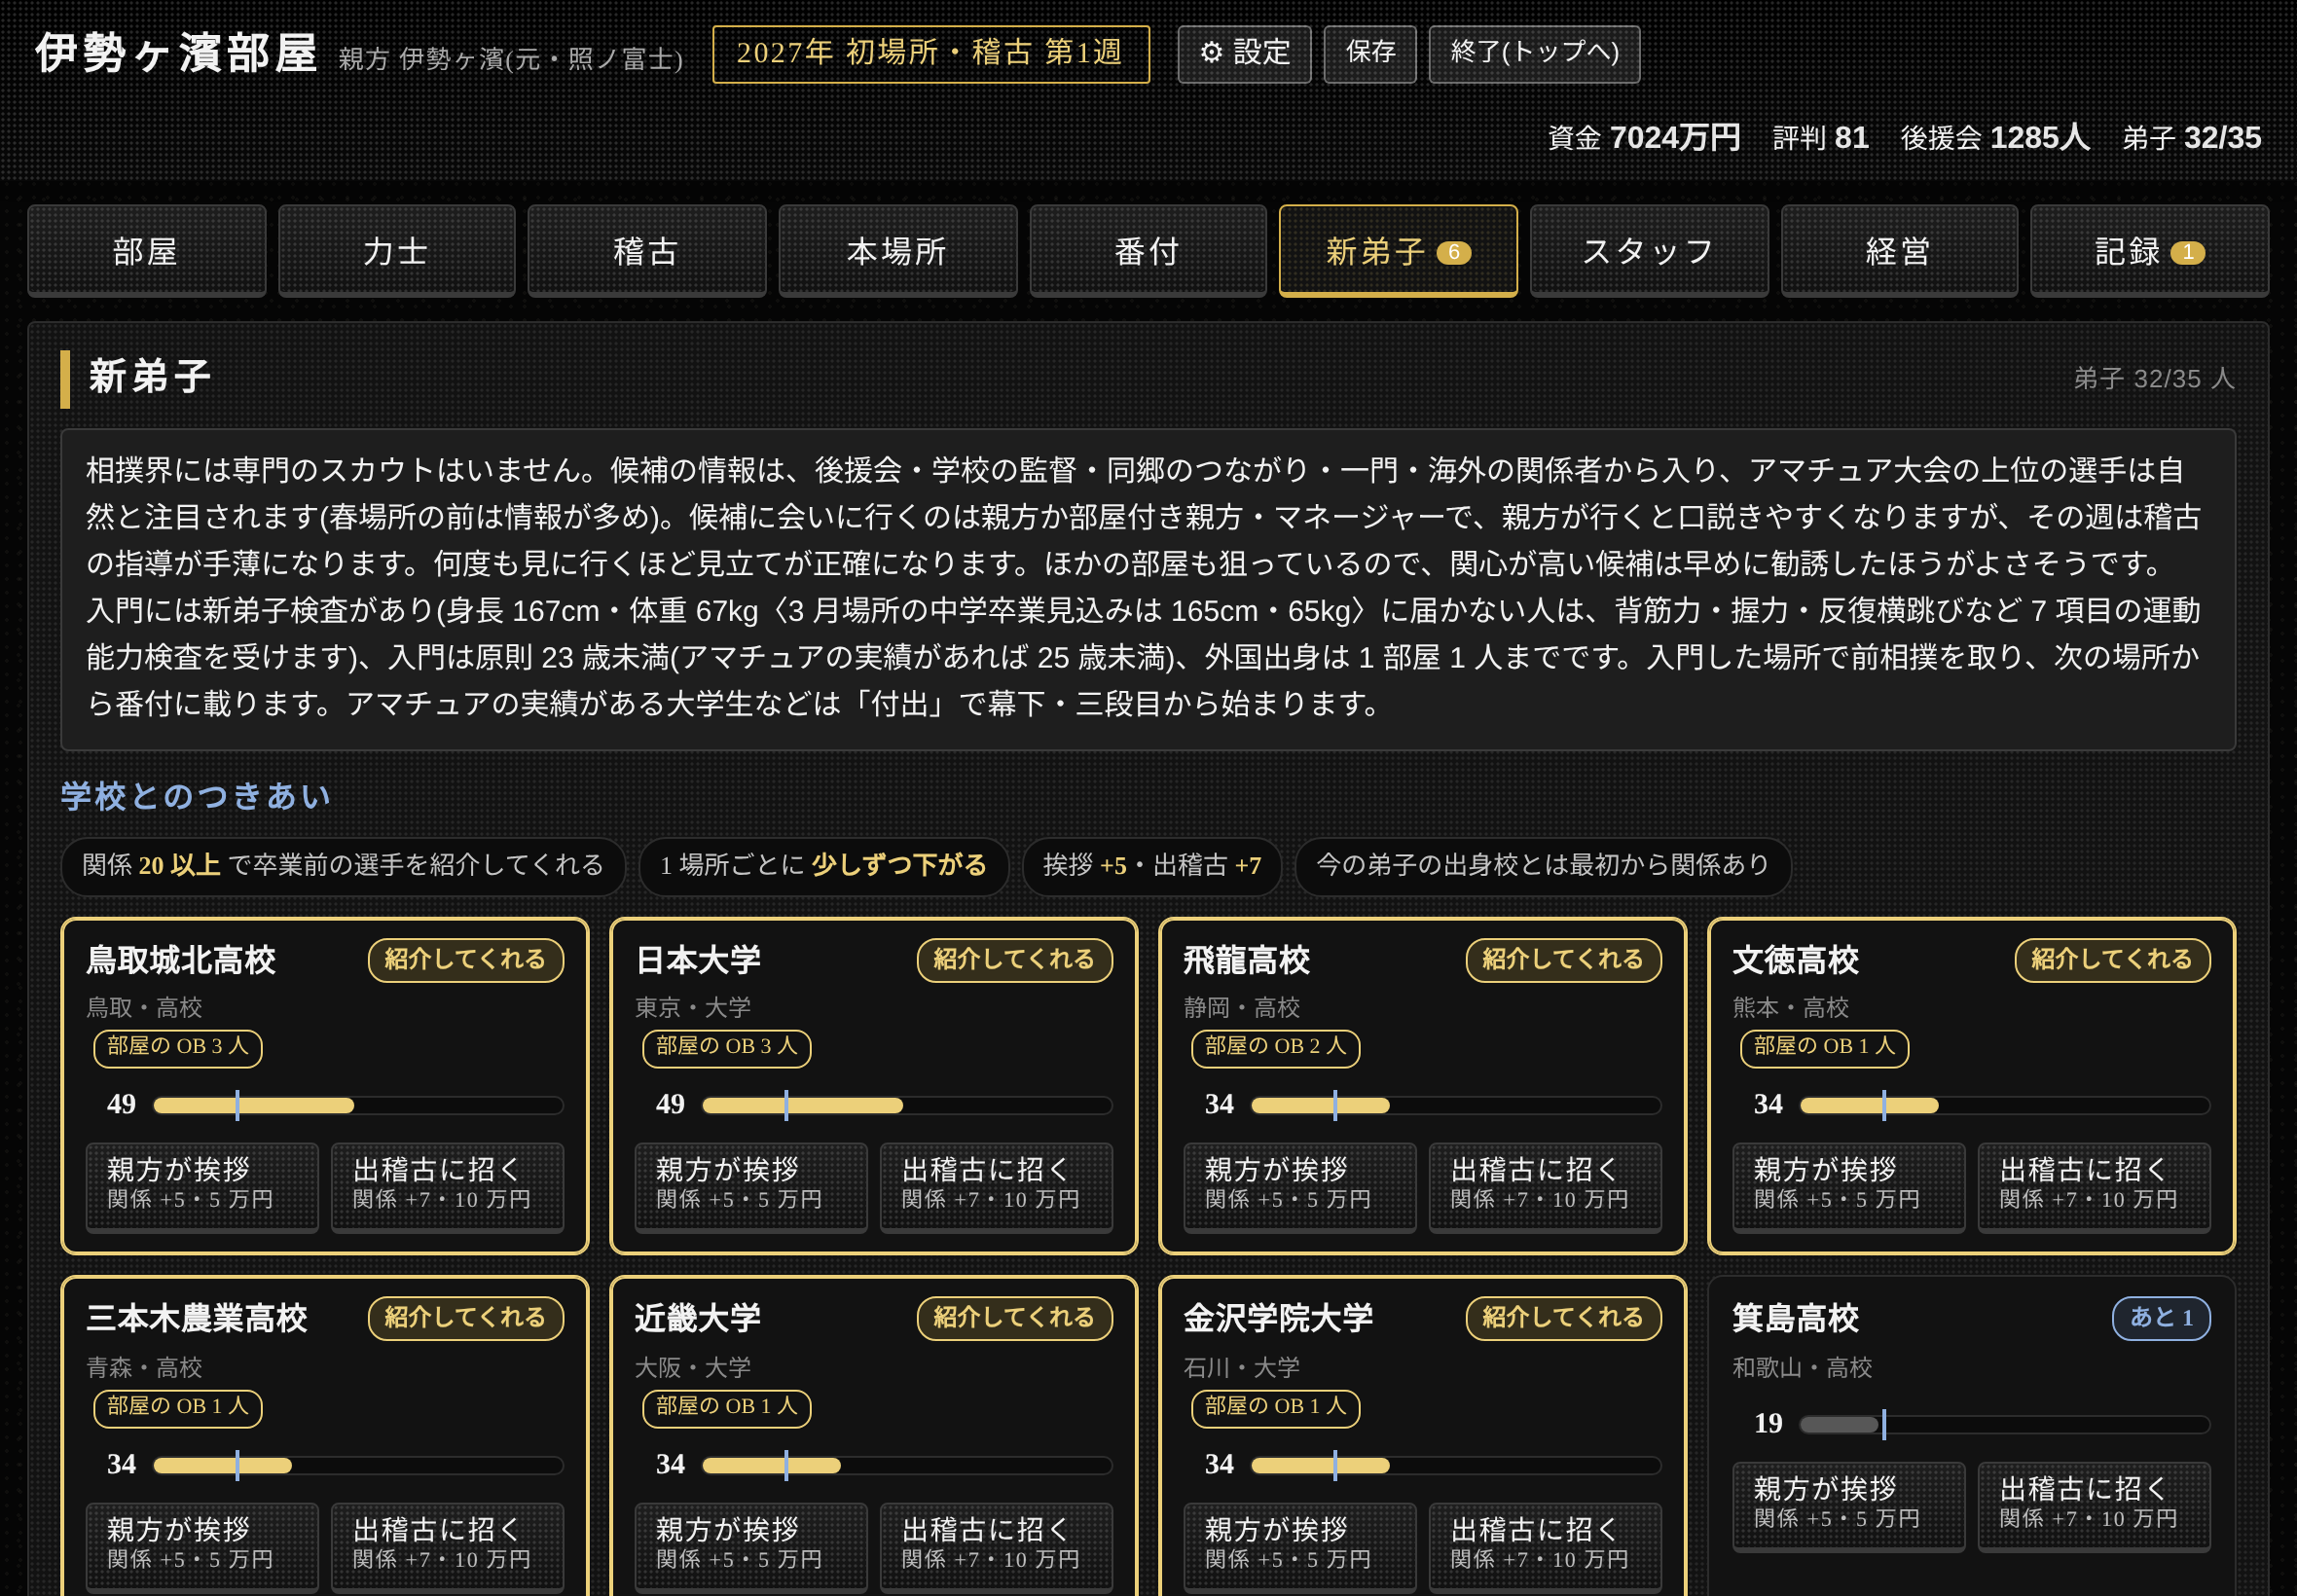 伊勢ヶ濱部屋 親方 伊勢ヶ濱(元・照ノ富士) 2027年 初場所・稽古 第1週 ⚙ 設定 保存 終了(トップへ)
資金 7024万円 評判 81 後援会 1285人 弟子 32/35
部屋 力士 稽古 本場所 番付 新弟子 6 スタッフ 経営 記録 1
新弟子 弟子 32/35 人
相撲界には専門のスカウトはいません。候補の情報は、後援会・学校の監督・同郷のつながり・一門・海外の関係者から入り、アマチュア大会の上位の選手は自
然と注目されます(春場所の前は情報が多め)。候補に会いに行くのは親方か部屋付き親方・マネージャーで、親方が行くと口説きやすくなりますが、その週は稽古
の指導が手薄になります。何度も見に行くほど見立てが正確になります。ほかの部屋も狙っているので、関心が高い候補は早めに勧誘したほうがよさそうです。
入門には新弟子検査があり(身長 167cm・体重 67kg〈3 月場所の中学卒業見込みは 165cm・65kg〉に届かない人は、背筋力・握力・反復横跳びなど 7 項目の運動
能力検査を受けます)、入門は原則 23 歳未満(アマチュアの実績があれば 25 歳未満)、外国出身は 1 部屋 1 人までです。入門した場所で前相撲を取り、次の場所か
ら番付に載ります。アマチュアの実績がある大学生などは「付出」で幕下・三段目から始まります。
学校とのつきあい
関係 20 以上 で卒業前の選手を紹介してくれる 1 場所ごとに 少しずつ下がる 挨拶 +5・出稽古 +7 今の弟子の出身校とは最初から関係あり
鳥取城北高校 紹介してくれる
鳥取・高校
部屋の OB 3 人
49
親方が挨拶 出稽古に招く
関係 +5・5 万円 関係 +7・10 万円
日本大学 紹介してくれる
東京・大学
部屋の OB 3 人
49
親方が挨拶 出稽古に招く
関係 +5・5 万円 関係 +7・10 万円
飛龍高校 紹介してくれる
静岡・高校
部屋の OB 2 人
34
親方が挨拶 出稽古に招く
関係 +5・5 万円 関係 +7・10 万円
文徳高校 紹介してくれる
熊本・高校
部屋の OB 1 人
34
親方が挨拶 出稽古に招く
関係 +5・5 万円 関係 +7・10 万円
三本木農業高校 紹介してくれる
青森・高校
部屋の OB 1 人
34
親方が挨拶 出稽古に招く
関係 +5・5 万円 関係 +7・10 万円
近畿大学 紹介してくれる
大阪・大学
部屋の OB 1 人
34
親方が挨拶 出稽古に招く
関係 +5・5 万円 関係 +7・10 万円
金沢学院大学 紹介してくれる
石川・大学
部屋の OB 1 人
34
親方が挨拶 出稽古に招く
関係 +5・5 万円 関係 +7・10 万円
箕島高校 あと 1
和歌山・高校
19
親方が挨拶 出稽古に招く
関係 +5・5 万円 関係 +7・10 万円